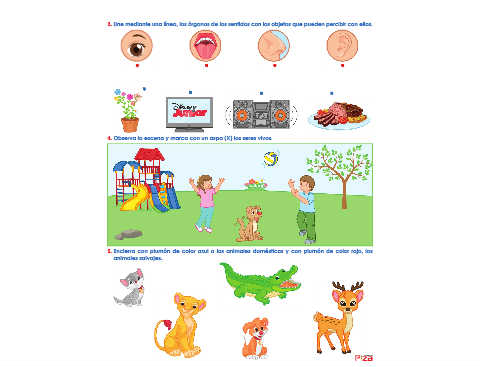 3. Une mediante una línea, los órganos de los sentidos con los objetos que pueden percibir con ellos.
Disney
JUNIOR
4. Observa la escena y marca con un aspa (X) los seres vivos.
5. Encierra con plumón de color azul a los animales domésticos y con plumón de color rojo, los
animales salvajes.